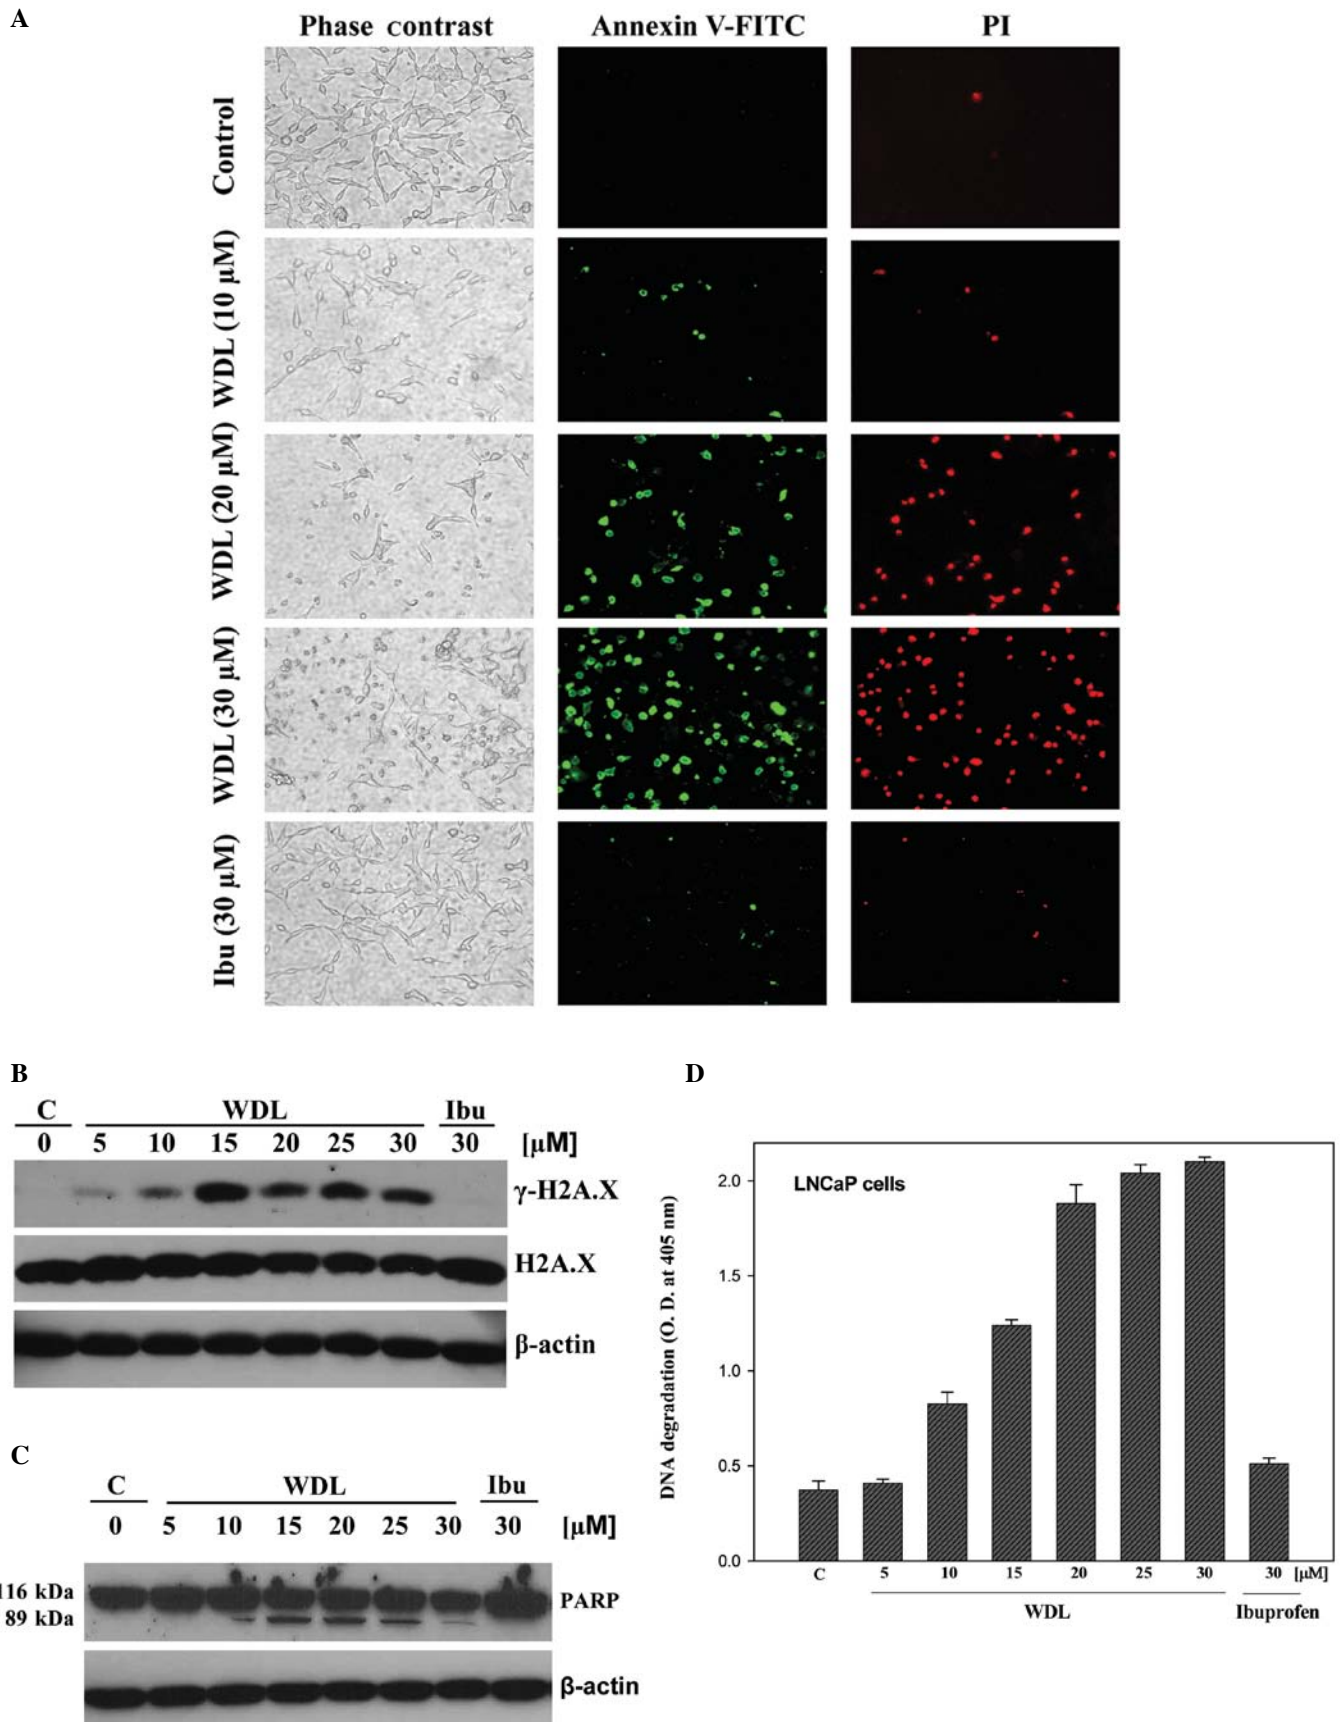 A
Phase contrast Annexin V-FITC PI
Control
WDL (10 µM)
WDL (20 µM)
WDL (30 µM)
Ibu (30 µM)
B
C WDL Ibu
0 5 10 15 20 25 30 30 [µM]
γ-H2A.X
H2A.X
β-actin
C
C WDL Ibu
0 5 10 15 20 25 30 30 [µM]
116 kDa
89 kDa
PARP
β-actin
D
LNCaP cells
DNA degradation (O. D. at 405 nm)
2.0
1.5
1.0
0.5
0.0
C 5 10 15 20 25 30 30 [µM]
WDL Ibuprofen